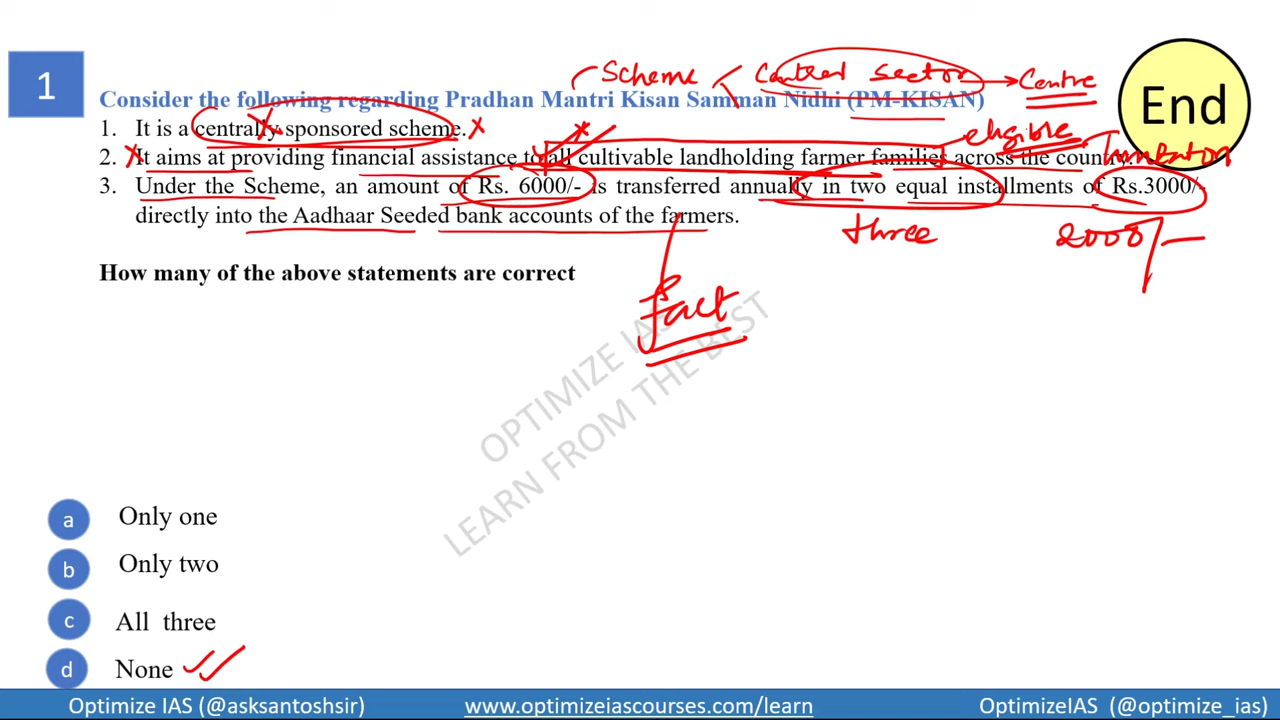 1
Scheme
Central sector
Centre
End
Consider the following regarding Pradhan Mantri Kisan Samman Nidhi (PM-KISAN)
1. It is a centrally sponsored scheme. x
eligible
2. It aims at providing financial assistance to all cultivable landholding farmer families across the country.
3. Under the Scheme, an amount of Rs. 6000/- is transferred annually in two equal installments of Rs.3000/-
directly into the Aadhaar Seeded bank accounts of the farmers.
three
2000/-
How many of the above statements are correct
fact
OPTIMIZE IAS
LEARN FROM THE BEST
a Only one
b Only two
c All three
d None
Optimize IAS (@asksantoshsir) www.optimizeiascourses.com/learn OptimizeIAS (@optimize_ias)